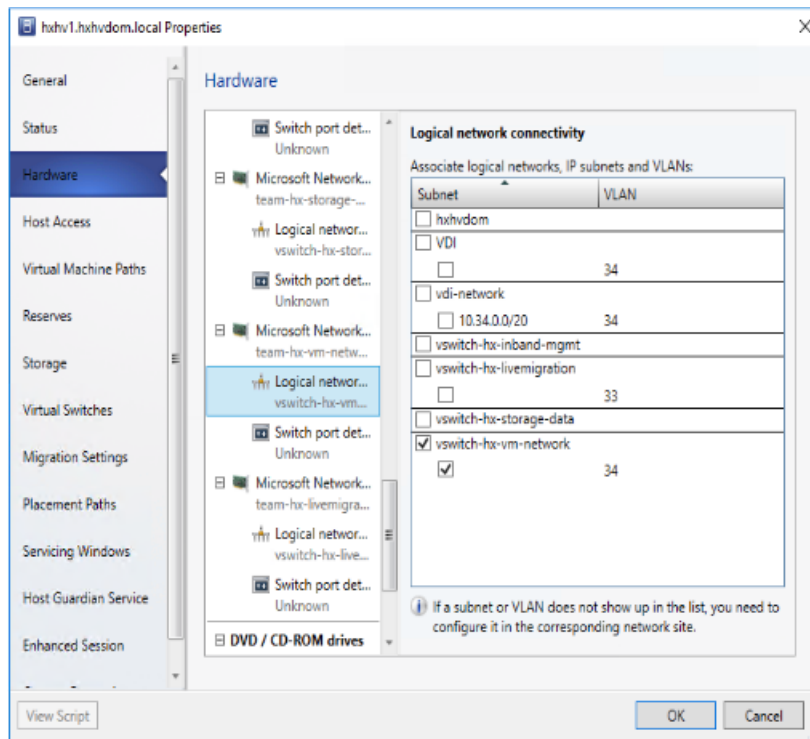 hxhv1.hxhvdom.local Properties
General
Status
Hardware
Host Access
Virtual Machine Paths
Reserves
Storage
Virtual Switches
Migration Settings
Placement Paths
Servicing Windows
Host Guardian Service
Enhanced Session
Hardware
Switch port det...
Unknown
Microsoft Network...
team-hx-storage-...
Logical networ...
vswitch-hx-stor...
Switch port det...
Unknown
Microsoft Network...
team-hx-vm-netw...
Logical networ...
vswitch-hx-vm...
Switch port det...
Unknown
Microsoft Network...
team-hx-livemigra...
Logical networ...
vswitch-hx-live...
Switch port det...
Unknown
DVD / CD-ROM drives
Logical network connectivity
Associate logical networks, IP subnets and VLANs:
Subnet VLAN
hxhvdom
VDI
34
vdi-network
10.34.0.0/20 34
vswitch-hx-inband-mgmt
vswitch-hx-livemigration
33
vswitch-hx-storage-data
vswitch-hx-vm-network
34
If a subnet or VLAN does not show up in the list, you need to
configure it in the corresponding network site.
View Script
OK
Cancel